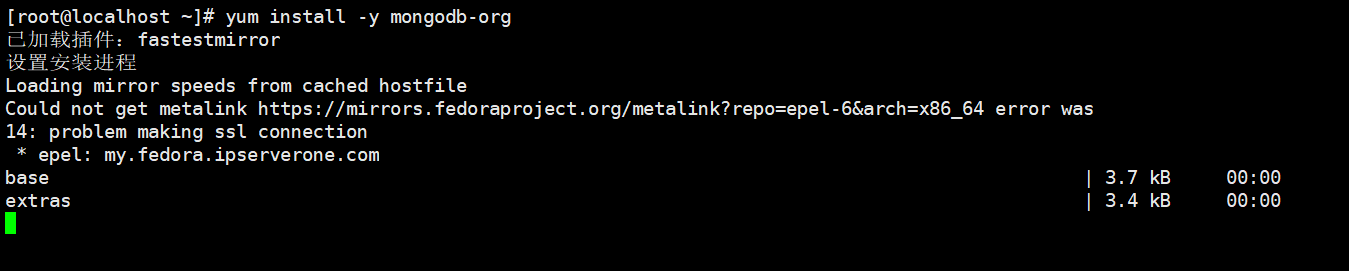 [root@localhost ~]# yum install -y mongodb-org
已加载插件：fastestmirror
设置安装进程
Loading mirror speeds from cached hostfile
Could not get metalink https://mirrors.fedoraproject.org/metalink?repo=epel-6&arch=x86_64 error was
14: problem making ssl connection
 * epel: my.fedora.ipserverone.com
base | 3.7 kB 00:00
extras | 3.4 kB 00:00